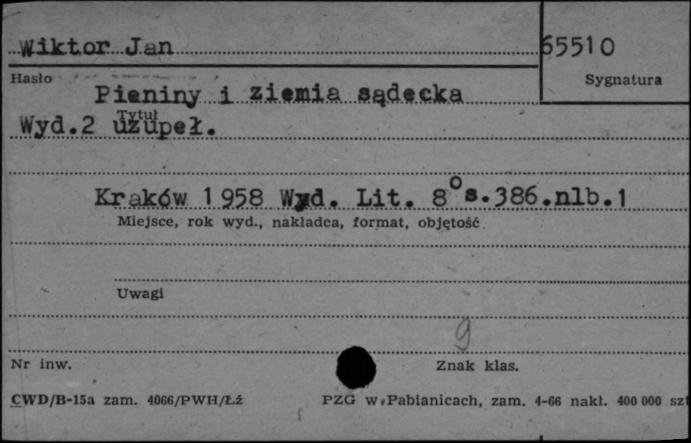 Wiktor Jan 65510
Hasło Sygnatura
Pieniny i ziemia sądecka
Tytuł
Wyd.2 uzupeł.
Kraków 1958 Wyd. Lit. 8° s.386.nlb.1
Miejsce, rok wyd., nakładca, format, objętość
Uwagi
9
Nr inw. Znak klas.
CWD/B-15a zam. 4066/PWH/Łź PZG w Pabianicach, zam. 4-66 nakł. 400 000 szt